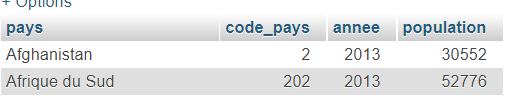 + Options
pays code_pays annee population
Afghanistan 2 2013 30552
Afrique du Sud 202 2013 52776